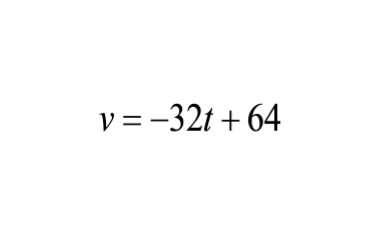 v = −32t + 64